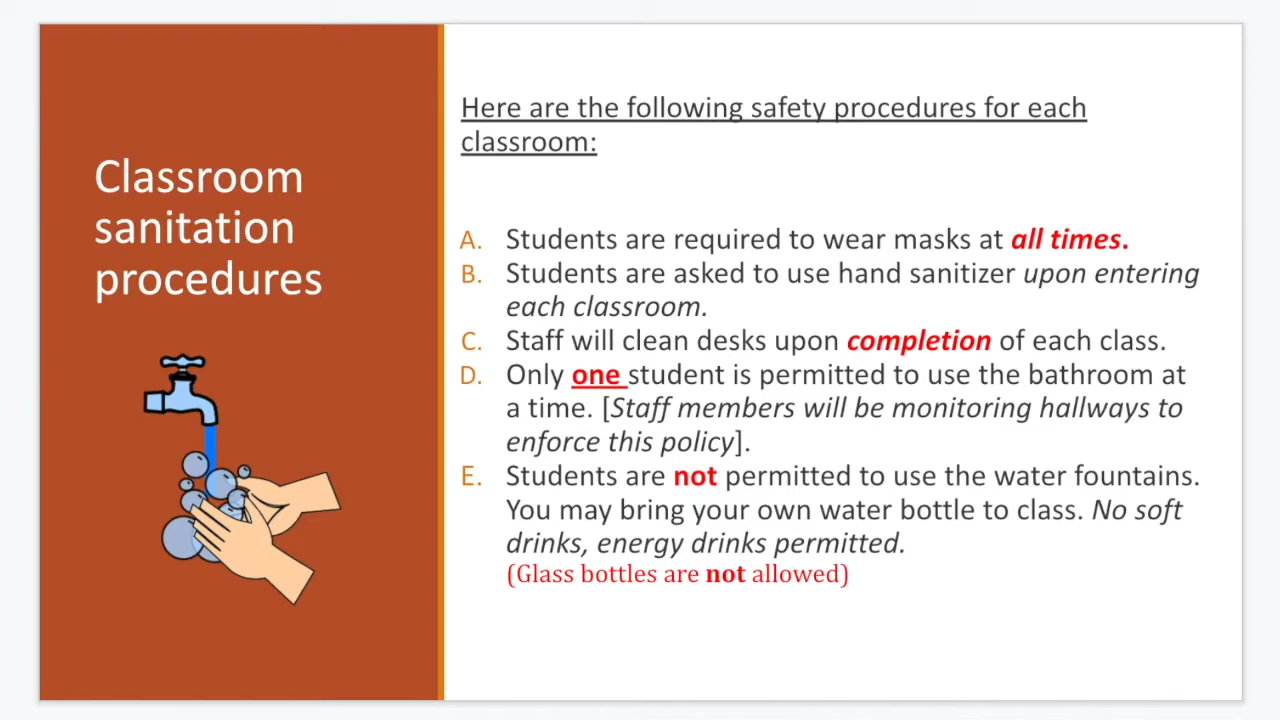 Classroom
sanitation
procedures
Here are the following safety procedures for each
classroom:
A. Students are required to wear masks at all times.
B. Students are asked to use hand sanitizer upon entering
each classroom.
C. Staff will clean desks upon completion of each class.
D. Only one student is permitted to use the bathroom at
a time. [Staff members will be monitoring hallways to
enforce this policy].
E. Students are not permitted to use the water fountains.
You may bring your own water bottle to class. No soft
drinks, energy drinks permitted.
(Glass bottles are not allowed)